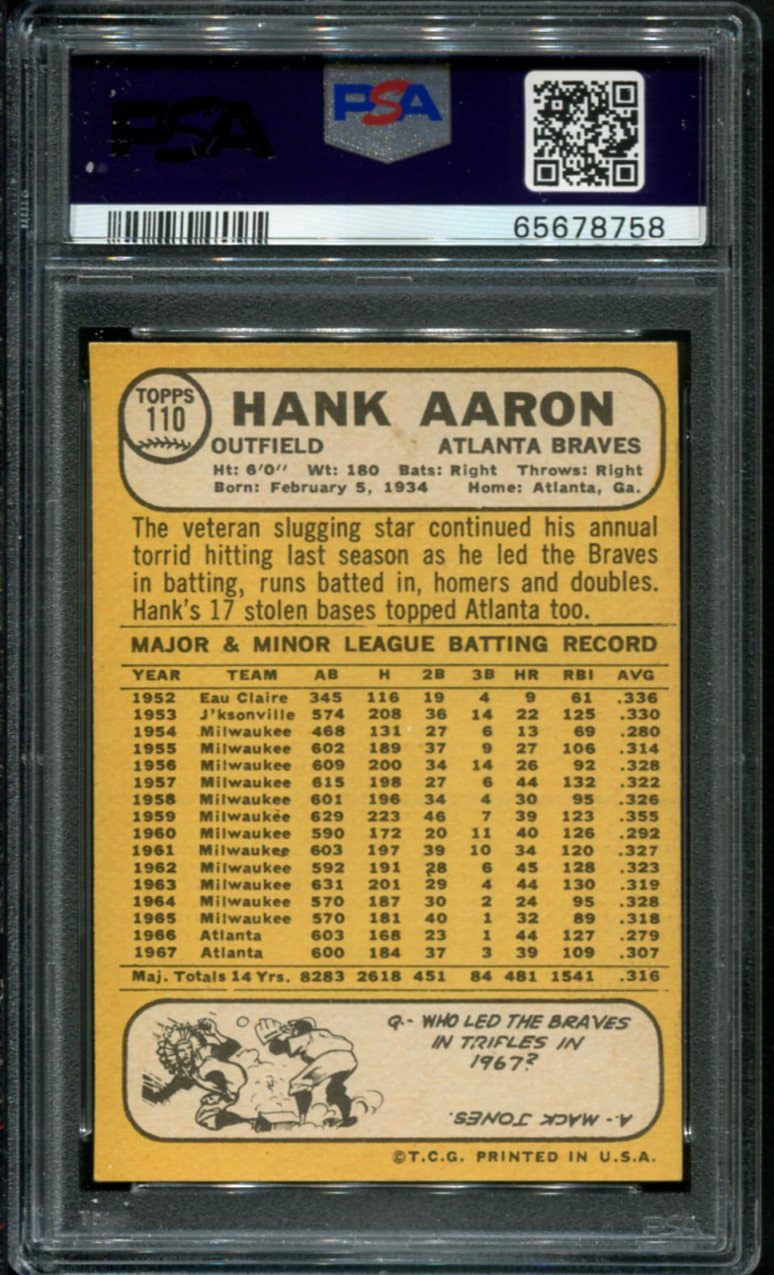 PSA
PSA
65678758
TOPPS
110
HANK AARON
OUTFIELD ATLANTA BRAVES
Ht: 6'0" Wt: 180 Bats: Right Throws: Right
Born: February 5, 1934 Home: Atlanta, Ga.
The veteran slugging star continued his annual
torrid hitting last season as he led the Braves
in batting, runs batted in, homers and doubles.
Hank's 17 stolen bases topped Atlanta too.
MAJOR & MINOR LEAGUE BATTING RECORD
YEAR TEAM AB H 2B 3B HR RBI AVG
1952 Eau Claire 345 116 19 4 9 61 .336
1953 J'ksonville 574 208 36 14 22 125 .330
1954 Milwaukee 468 131 27 6 13 69 .280
1955 Milwaukee 602 189 37 9 27 106 .314
1956 Milwaukee 609 200 34 14 26 92 .328
1957 Milwaukee 615 198 27 6 44 132 .322
1958 Milwaukee 601 196 34 4 30 95 .326
1959 Milwaukee 629 223 46 7 39 123 .355
1960 Milwaukee 590 172 20 11 40 126 .292
1961 Milwaukee 603 197 39 10 34 120 .327
1962 Milwaukee 592 191 28 6 45 128 .323
1963 Milwaukee 631 201 29 4 44 130 .319
1964 Milwaukee 570 187 30 2 24 95 .328
1965 Milwaukee 570 181 40 1 32 89 .318
1966 Atlanta 603 168 23 1 44 127 .279
1967 Atlanta 600 184 37 3 39 109 .307
Maj. Totals 14 Yrs. 8283 2618 451 84 481 1541 .316
Q.- WHO LED THE BRAVES
IN TRIFLES IN
1967?
A.- MACK JONES.
©T.C.G. PRINTED IN U.S.A.
PSA